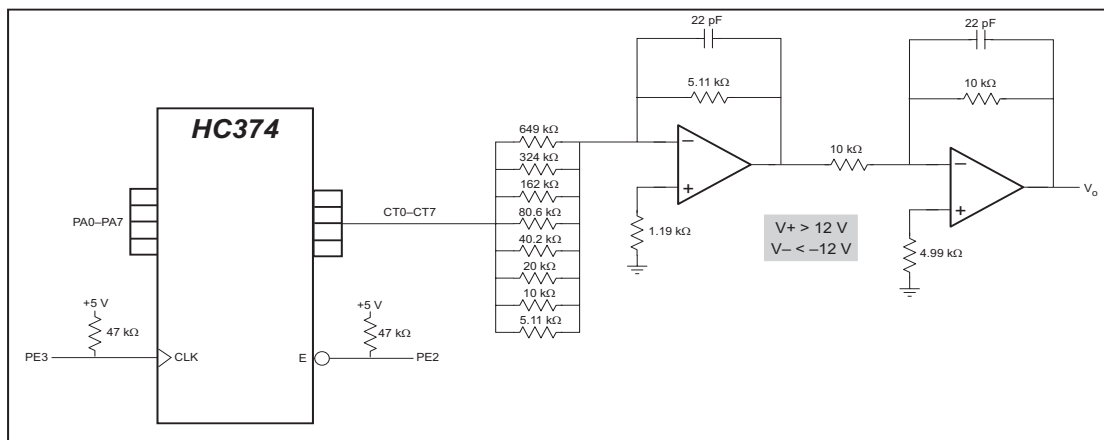 22 pF
22 pF
5.11 kΩ
10 kΩ
HC374
649 kΩ
324 kΩ
162 kΩ
80.6 kΩ
40.2 kΩ
20 kΩ
10 kΩ
5.11 kΩ
−
+
10 kΩ
−
+
PA0–PA7
CT0–CT7
1.19 kΩ
V+ > 12 V
V– < –12 V
4.99 kΩ
Vo
+5 V
47 kΩ
+5 V
47 kΩ
PE3
CLK
E
PE2